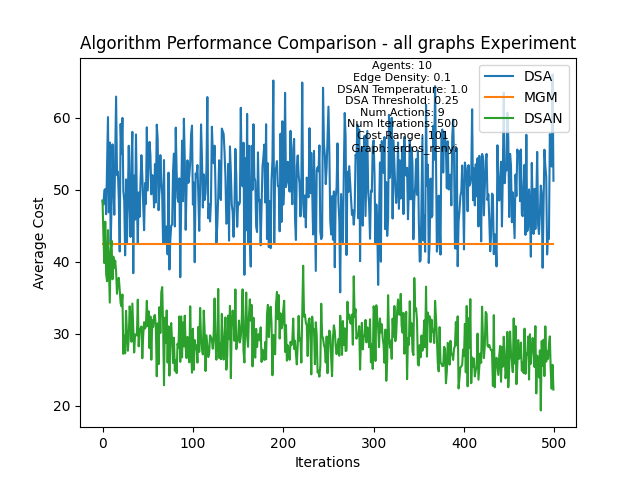 Algorithm Performance Comparison - all graphs Experiment
Agents: 10
Edge Density: 0.1
DSAN Temperature: 1.0
DSA Threshold: 0.25
Num Actions: 9
Num Iterations: 500
Cost Range: 101
Graph: erdos_renyi
DSA
MGM
DSAN
Average Cost
60
50
40
30
20
0
100
200
300
400
500
Iterations